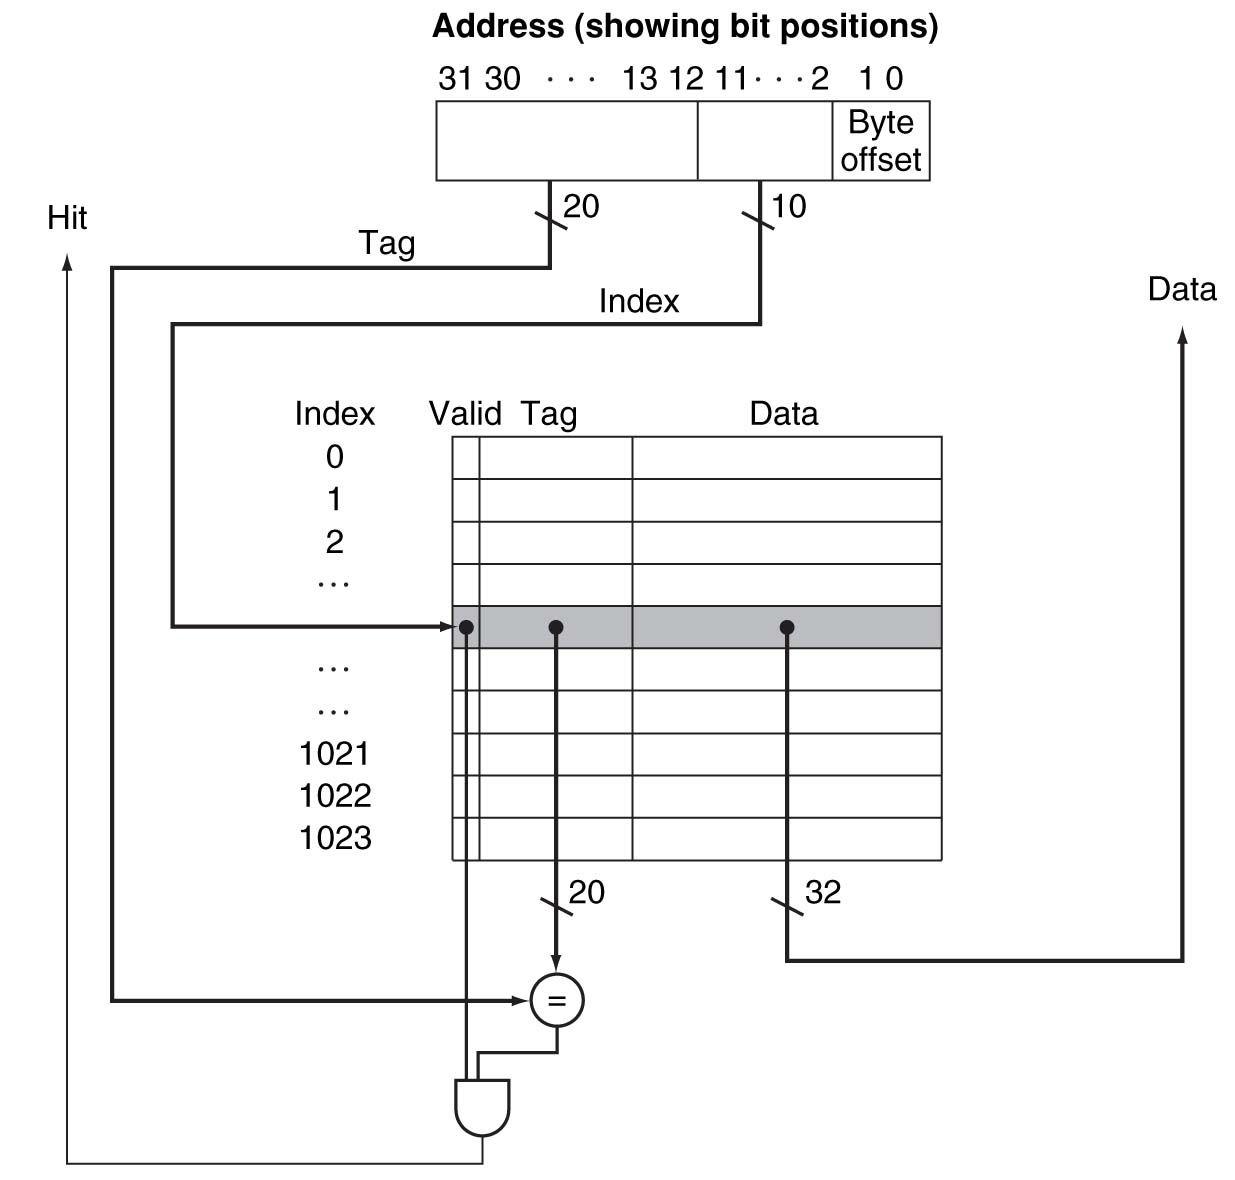 Address (showing bit positions)
31 30 ··· 13 12 11···2 1 0
Byte
offset
20
10
Hit
Tag
Index
Data
Index Valid Tag Data
0
1
2
···
···
···
1021
1022
1023
20
32
=